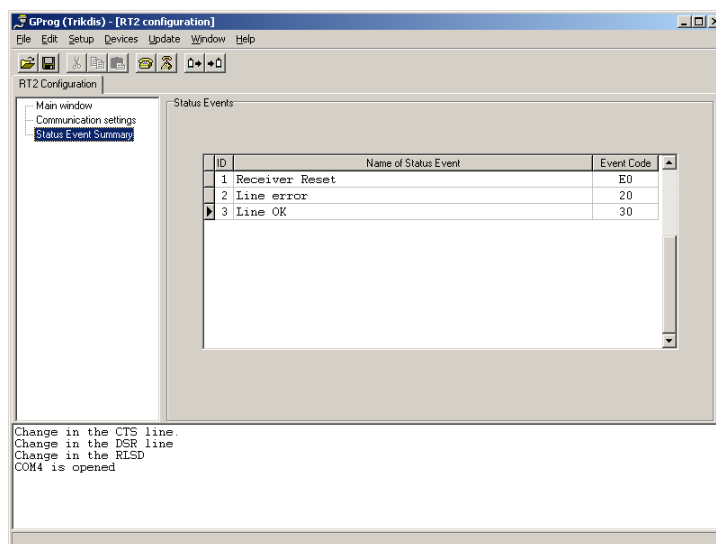 GProg (Trikdis) - [RT2 configuration]
File Edit Setup Devices Update Window Help
RT2 Configuration
Main window
Communication settings
Status Event Summary
Status Events
ID Name of Status Event Event Code
1 Receiver Reset E0
2 Line error 20
3 Line OK 30
Change in the CTS line.
Change in the DSR line
Change in the RLSD
COM4 is opened